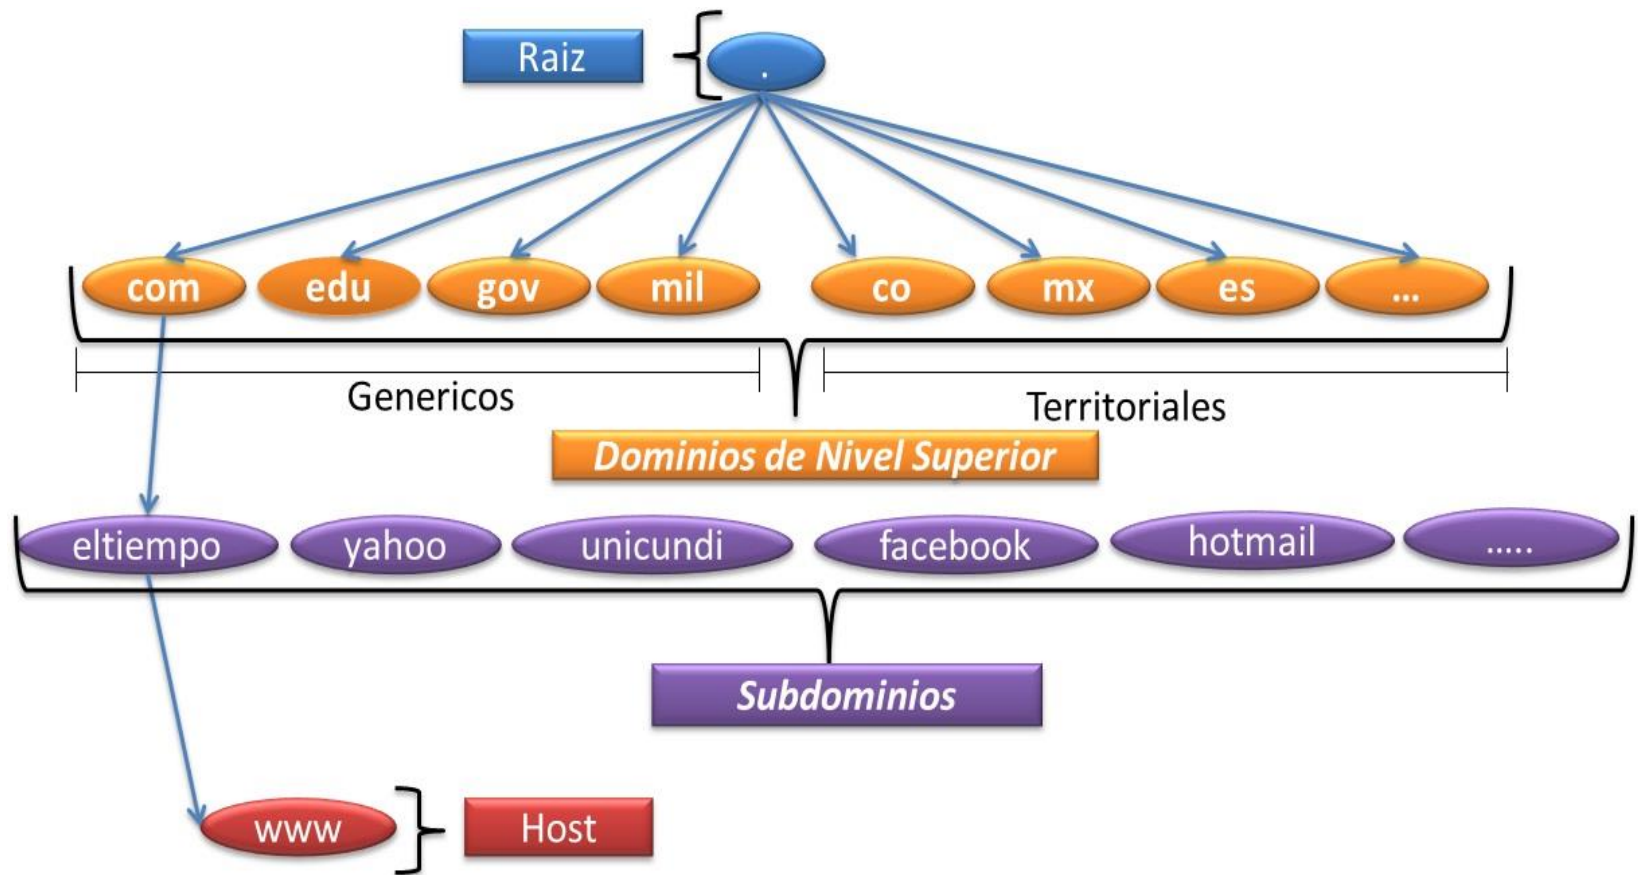 Raiz
.
com edu gov mil co mx es ...
Genericos
Territoriales
Dominios de Nivel Superior
eltiempo yahoo unicundi facebook hotmail .....
Subdominios
www Host